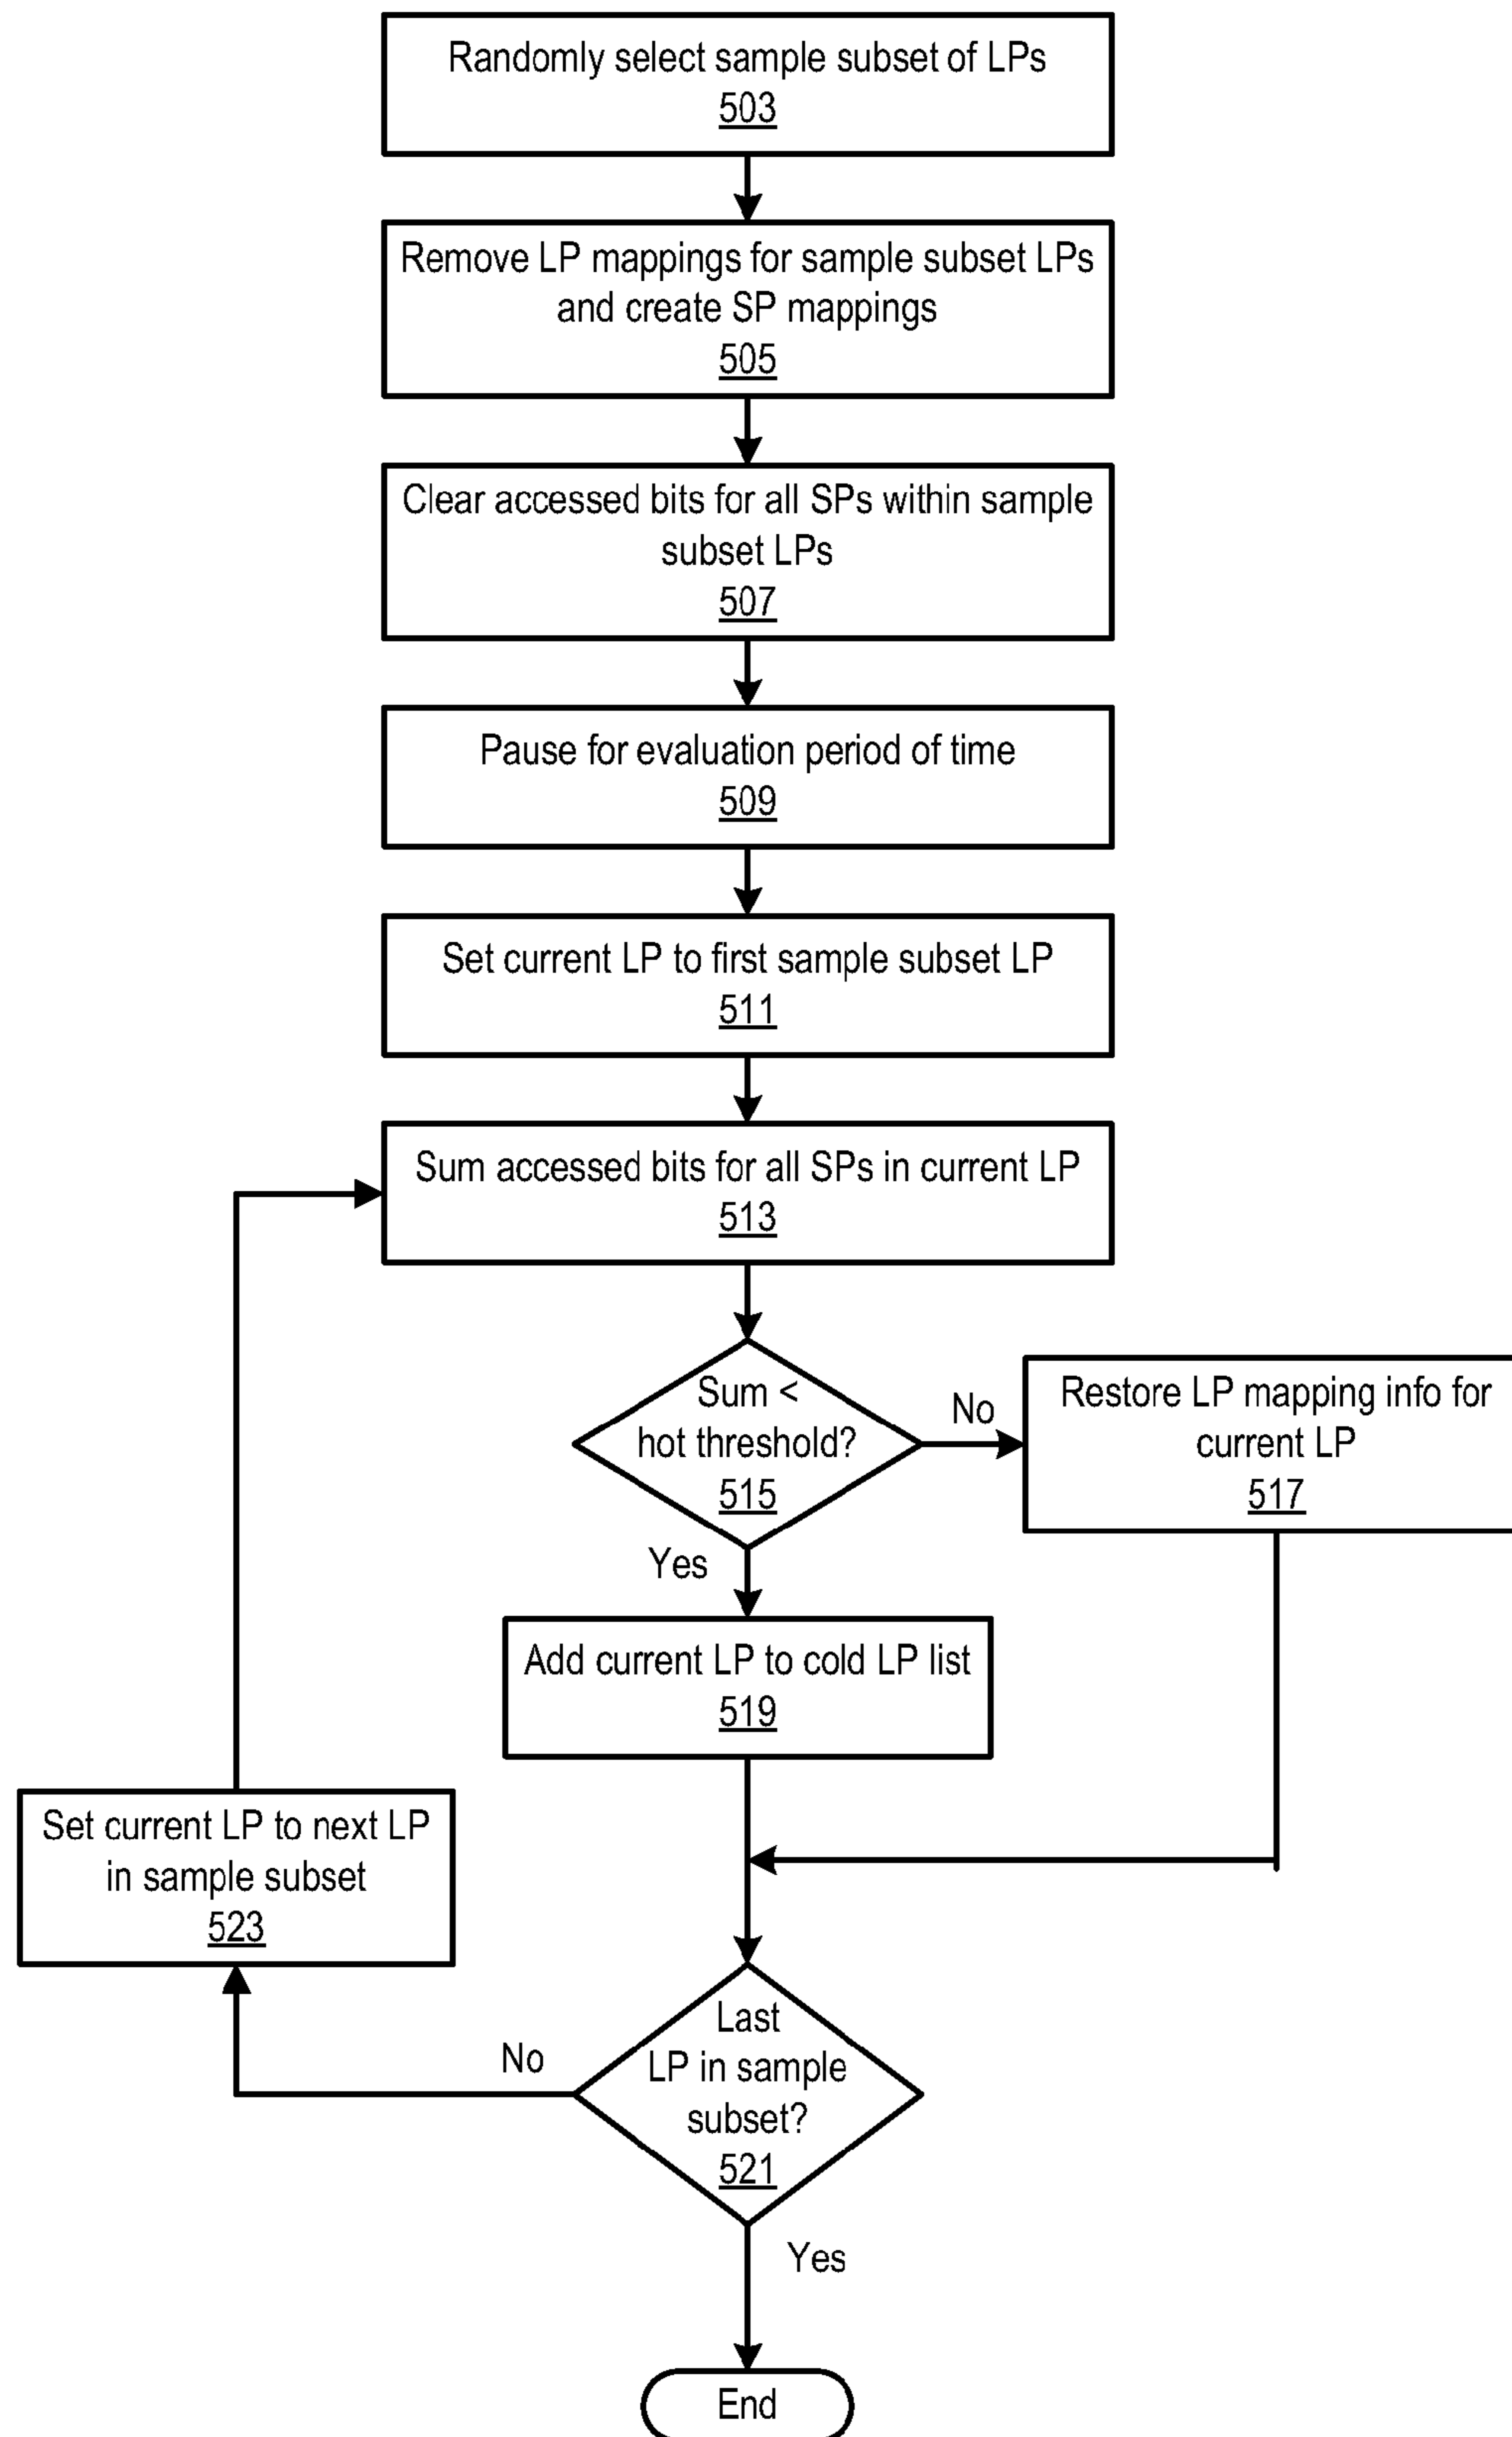 Randomly select sample subset of LPs
503
Remove LP mappings for sample subset LPs
and create SP mappings
505
Clear accessed bits for all SPs within sample
subset LPs
507
Pause for evaluation period of time
509
Set current LP to first sample subset LP
511
Sum accessed bits for all SPs in current LP
513
Sum <
hot threshold?
515
No
Restore LP mapping info for
current LP
517
Yes
Add current LP to cold LP list
519
Set current LP to next LP
in sample subset
523
Last
LP in sample
subset?
521
No
Yes
End